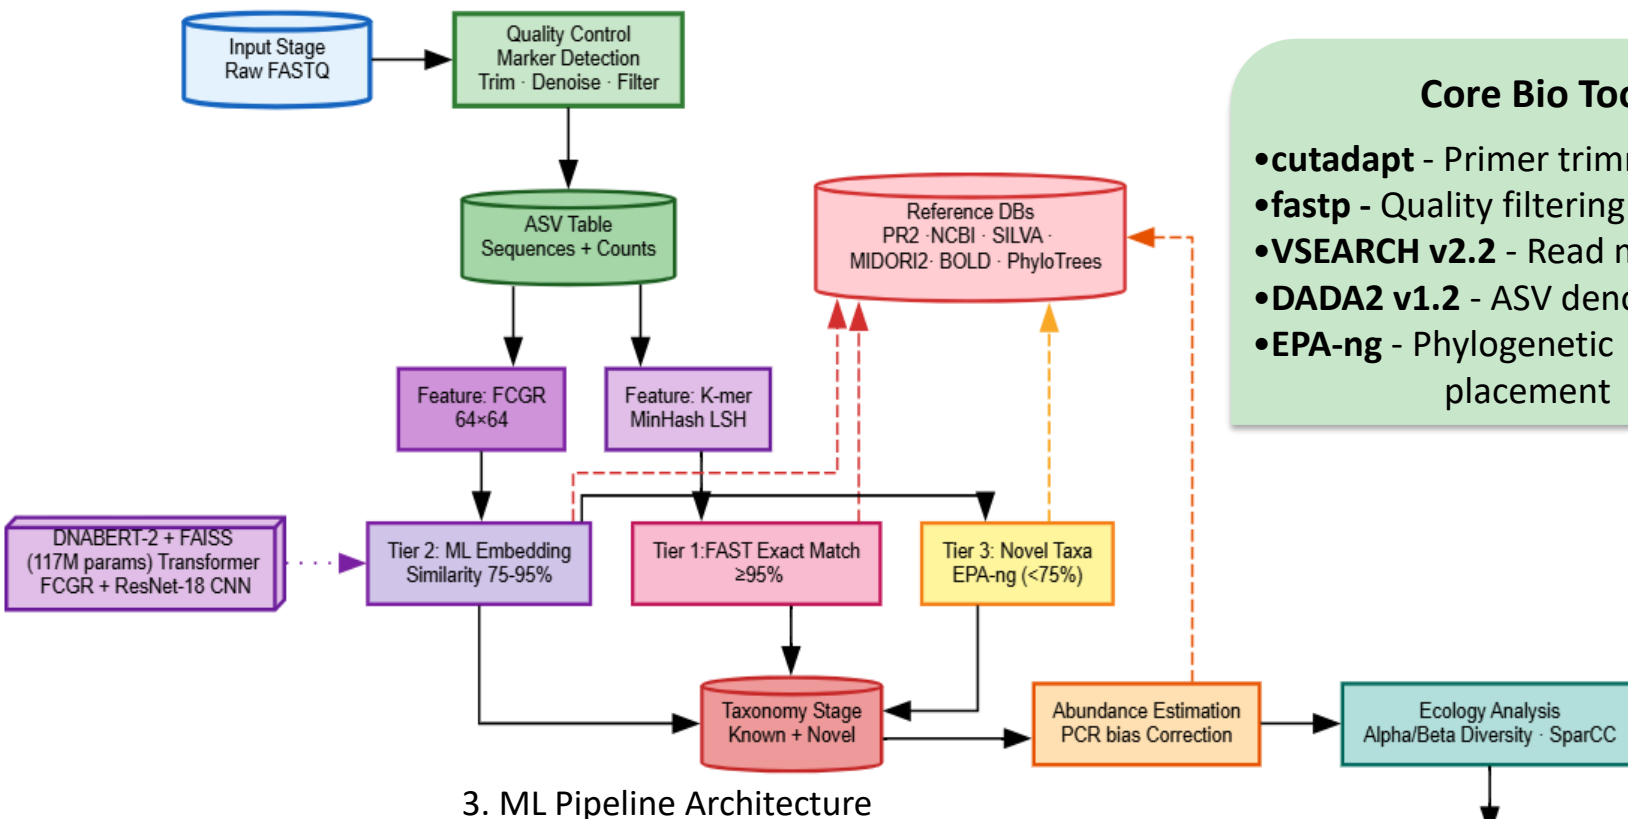 Input Stage
Raw FASTQ
Quality Control
Marker Detection
Trim · Denoise · Filter
Core Bio
•cutadapt - Primer
•fastp - Quality filtering
•VSEARCH v2.2 - Read
•DADA2 v1.2 - ASV
•EPA-ng - Phylogenetic
placement
ASV Table
Sequences + Counts
Reference DBs
PR2 ·NCBI · SILVA ·
MIDORI2· BOLD · PhyloTrees
Feature: FCGR
64×64
Feature: K-mer
MinHash LSH
DNABERT-2 + FAISS
(117M params) Transformer
FCGR + ResNet-18 CNN
Tier 2: ML Embedding
Similarity 75-95%
Tier 1:FAST Exact Match
≥95%
Tier 3: Novel Taxa
EPA-ng (<75%)
Taxonomy Stage
Known + Novel
Abundance Estimation
PCR bias Correction
Ecology Analysis
Alpha/Beta Diversity · SparCC
3. ML Pipeline Architecture